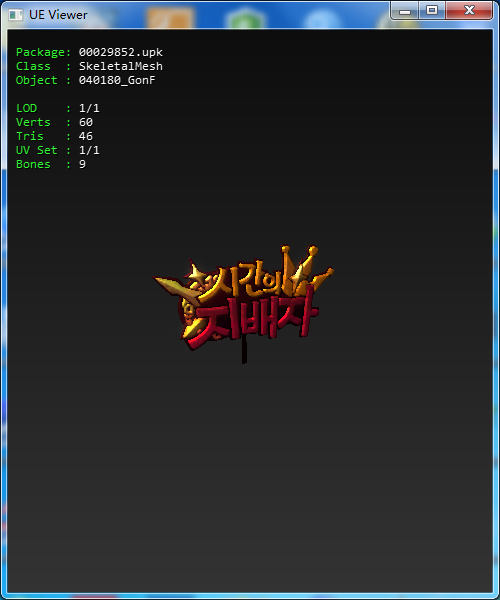 UE Viewer
Package: 00029852.upk
Class : SkeletalMesh
Object : 040180_GonF
LOD : 1/1
Verts : 60
Tris : 46
UV Set : 1/1
Bones : 9
시간의
지배자